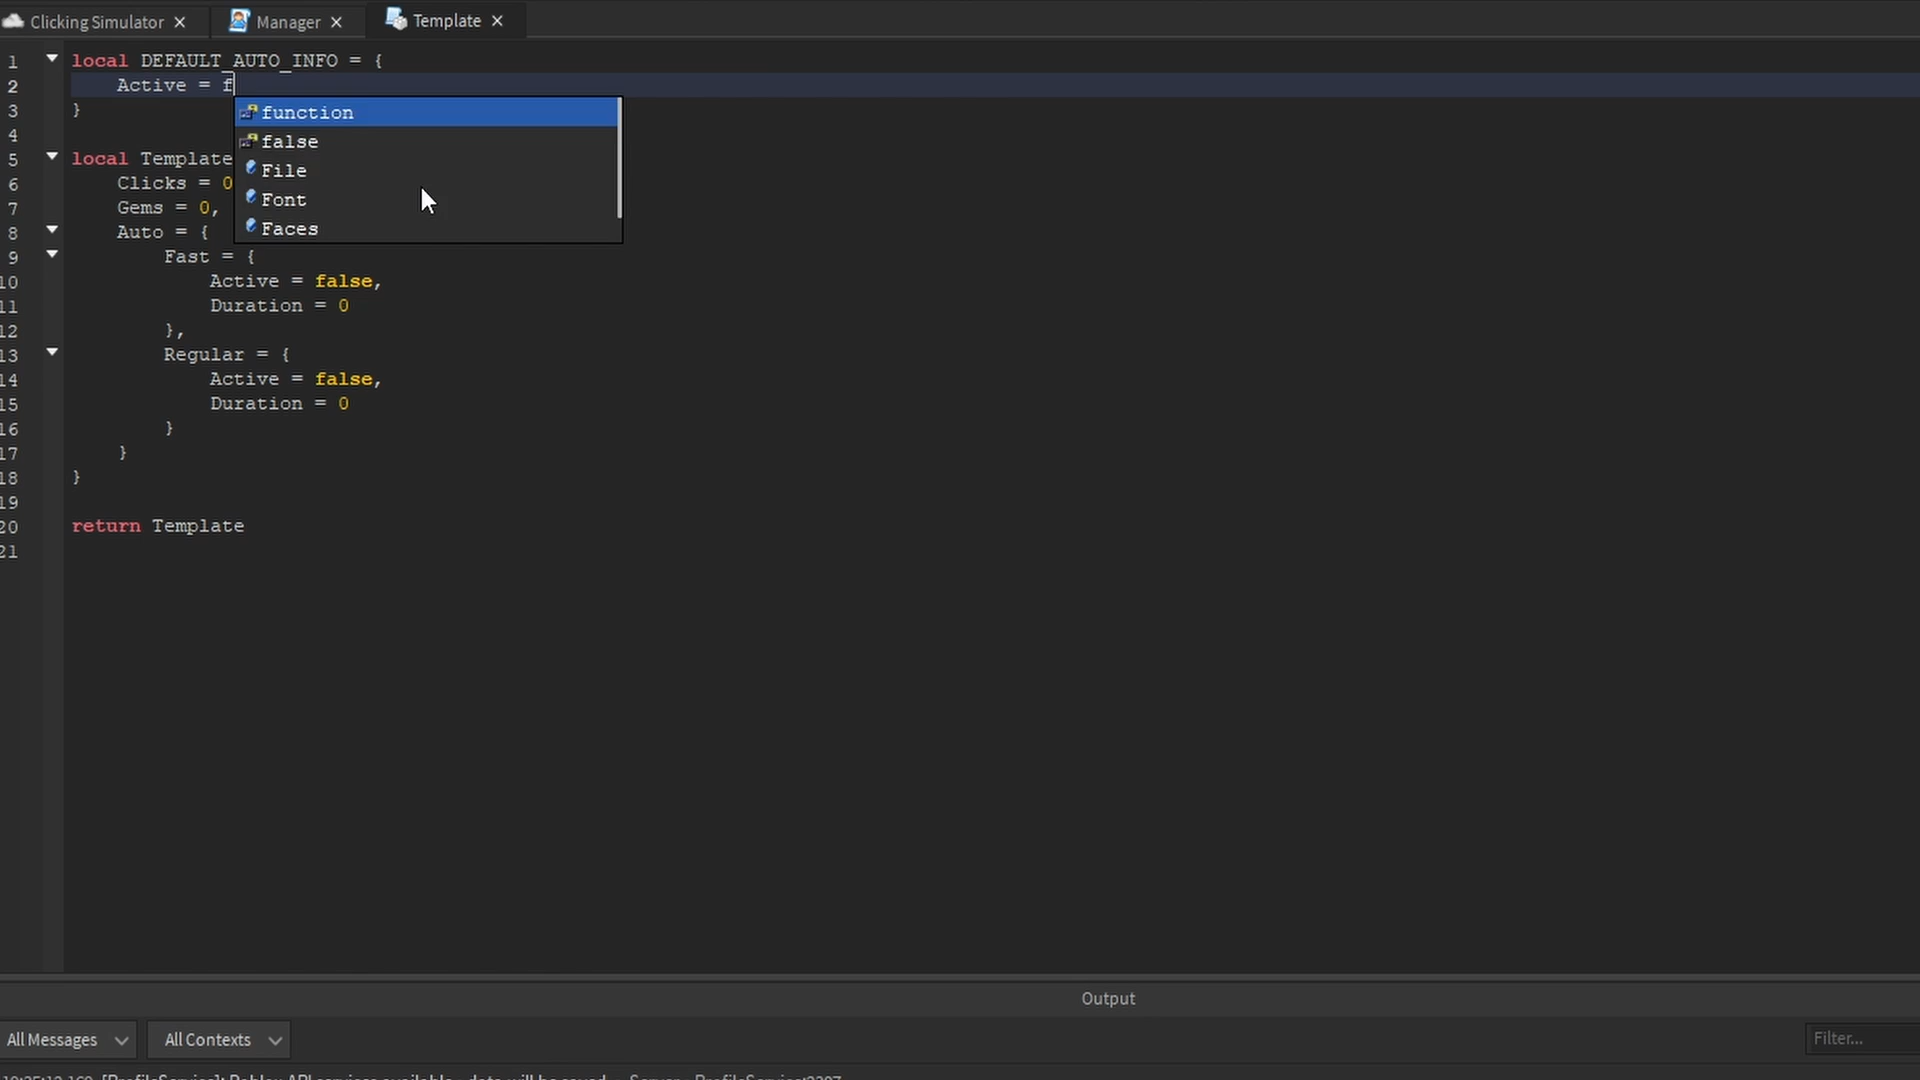 Clicking Simulator × Manager × Template ×
1 local DEFAULT_AUTO_INFO = {
2 Active = f
function
3 }
4 false
File
5 local Template
6 Clicks = 0
Font
7 Gems = 0,
8 Auto = {
Faces
9 Fast = {
10 Active = false,
11 Duration = 0
12 },
13 Regular = {
14 Active = false,
15 Duration = 0
16 }
17 }
18 }
19
20 return Template
21
Output
All Messages All Contexts Filter...